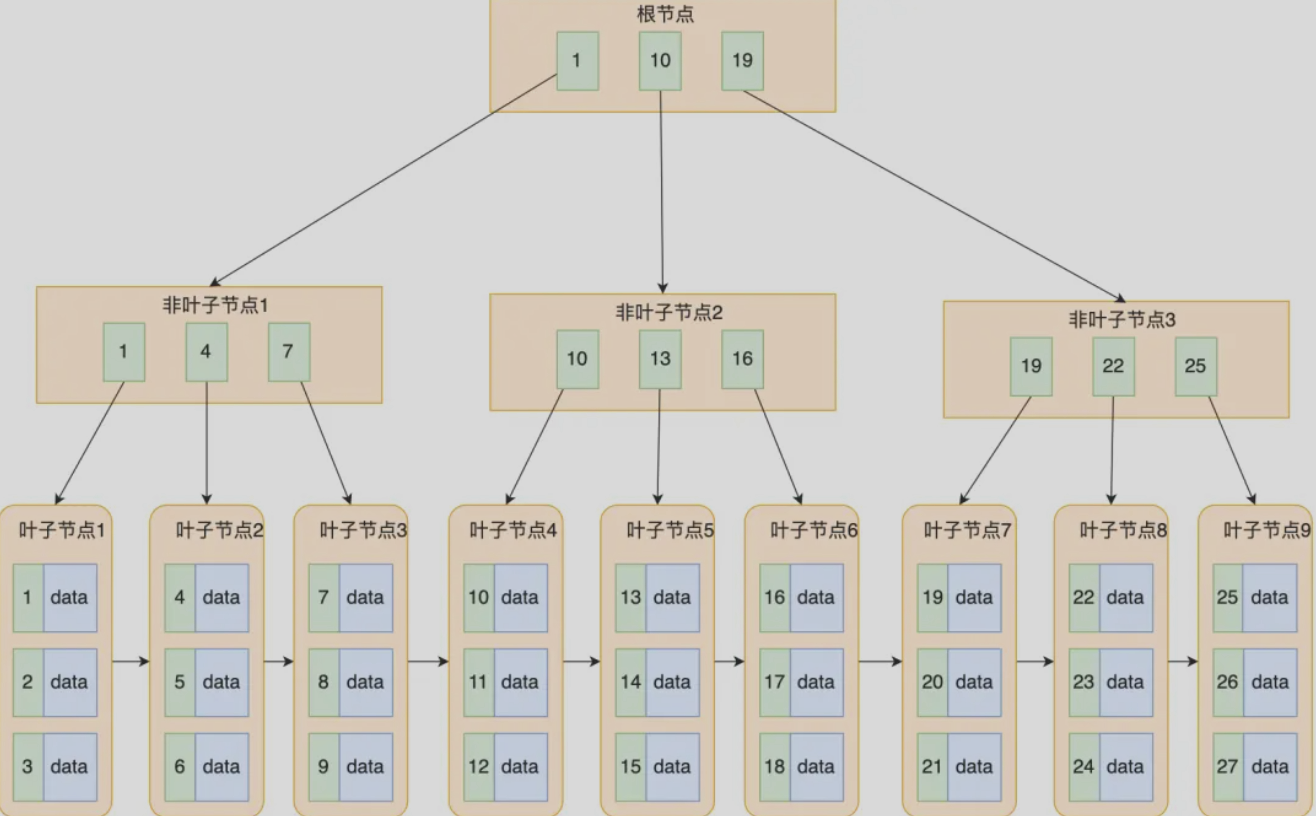 根节点
1 10 19
非叶子节点1
1 4 7
非叶子节点2
10 13 16
非叶子节点3
19 22 25
叶子节点1
1 data
2 data
3 data
叶子节点2
4 data
5 data
6 data
叶子节点3
7 data
8 data
9 data
叶子节点4
10 data
11 data
12 data
叶子节点5
13 data
14 data
15 data
叶子节点6
16 data
17 data
18 data
叶子节点7
19 data
20 data
21 data
叶子节点8
22 data
23 data
24 data
叶子节点9
25 data
26 data
27 data